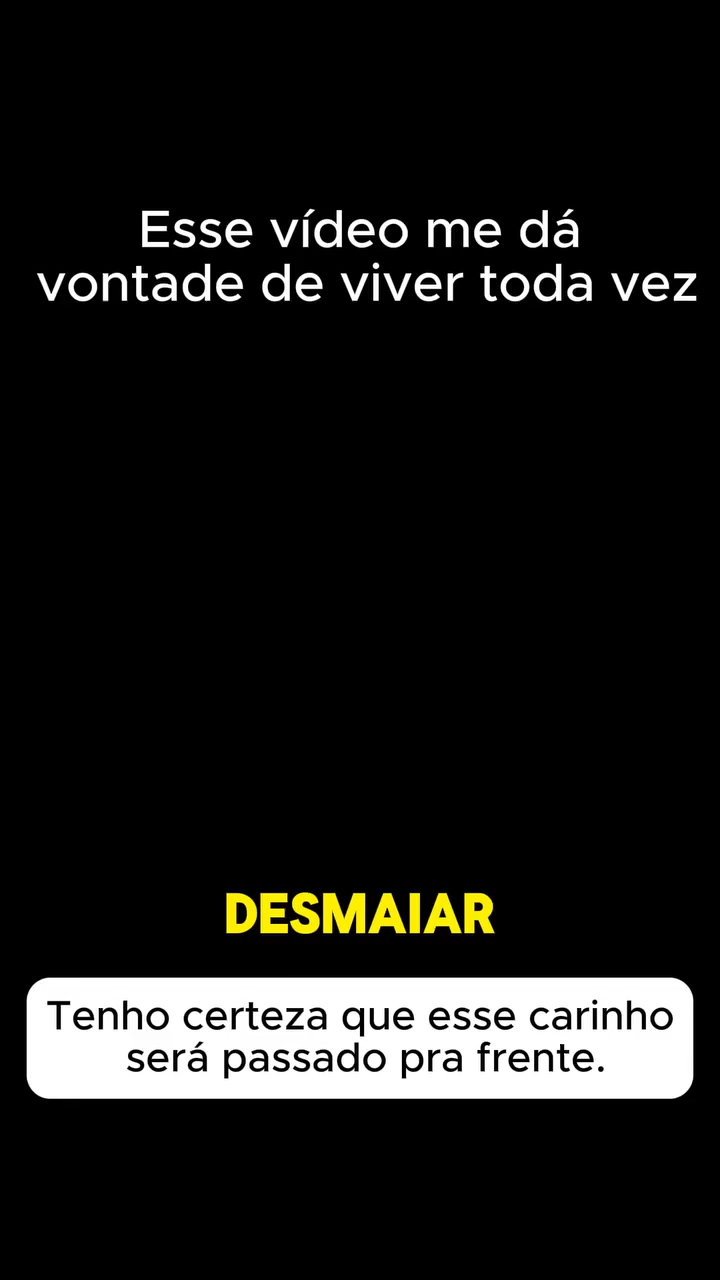 Esse vídeo me dá
vontade de viver toda vez
DESMAIAR
Tenho certeza que esse carinho
será passado pra frente.